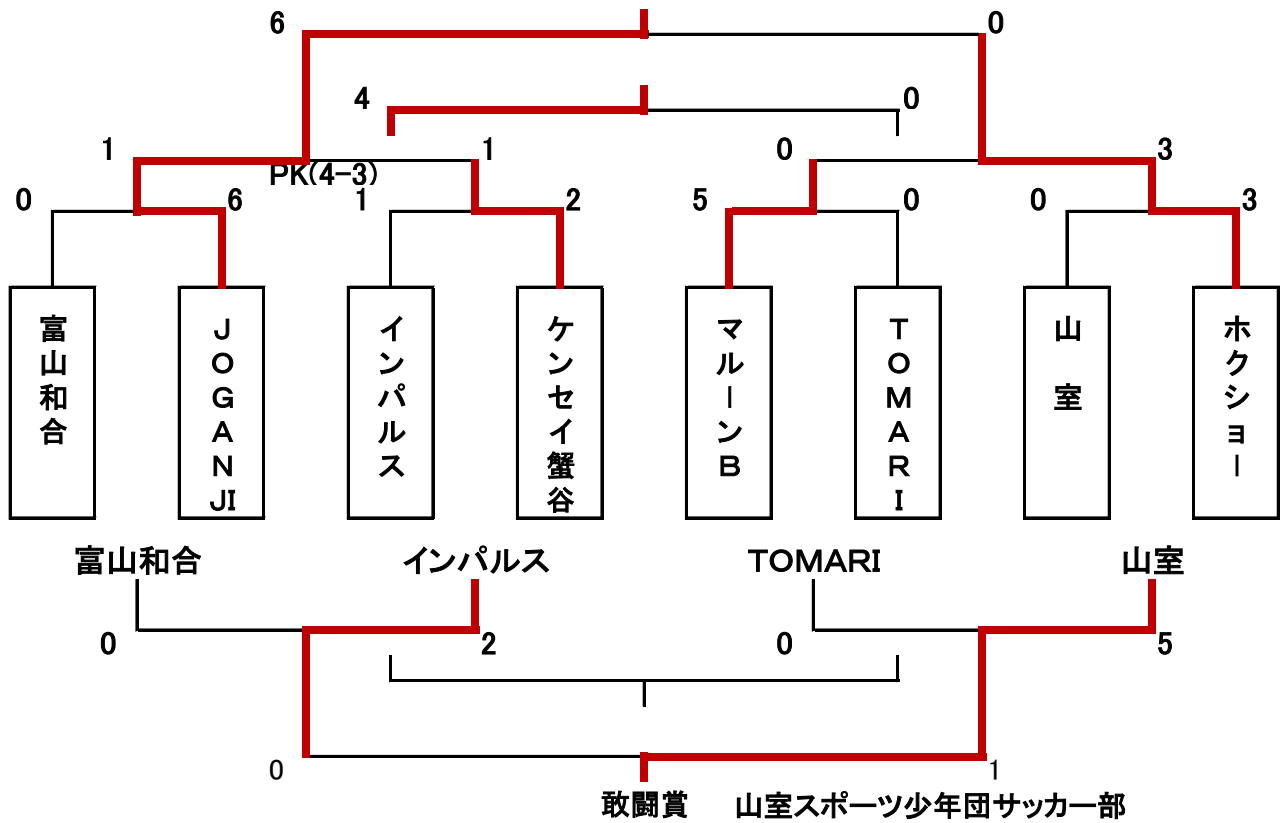 6 0
4 0
1 1 0 3
PK(4-3)
0 6 1 2 5 0 0 3
富山和合
JOGANJI
インパルス
ケンセイ蟹谷
マルーンB
TOMARI
山室
ホクショー
富山和合 インパルス TOMARI 山室
0 2 0 5
0 1
敢闘賞 山室スポーツ少年団サッカー部